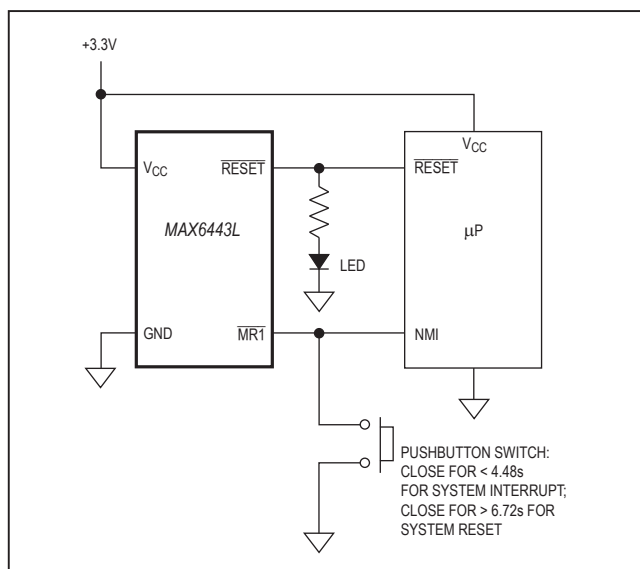 +3.3V
VCC
VCC
RESET
RESET
MAX6443L
µP
LED
GND
MR1
NMI
PUSHBUTTON SWITCH:
CLOSE FOR < 4.48s
FOR SYSTEM INTERRUPT;
CLOSE FOR > 6.72s FOR
SYSTEM RESET